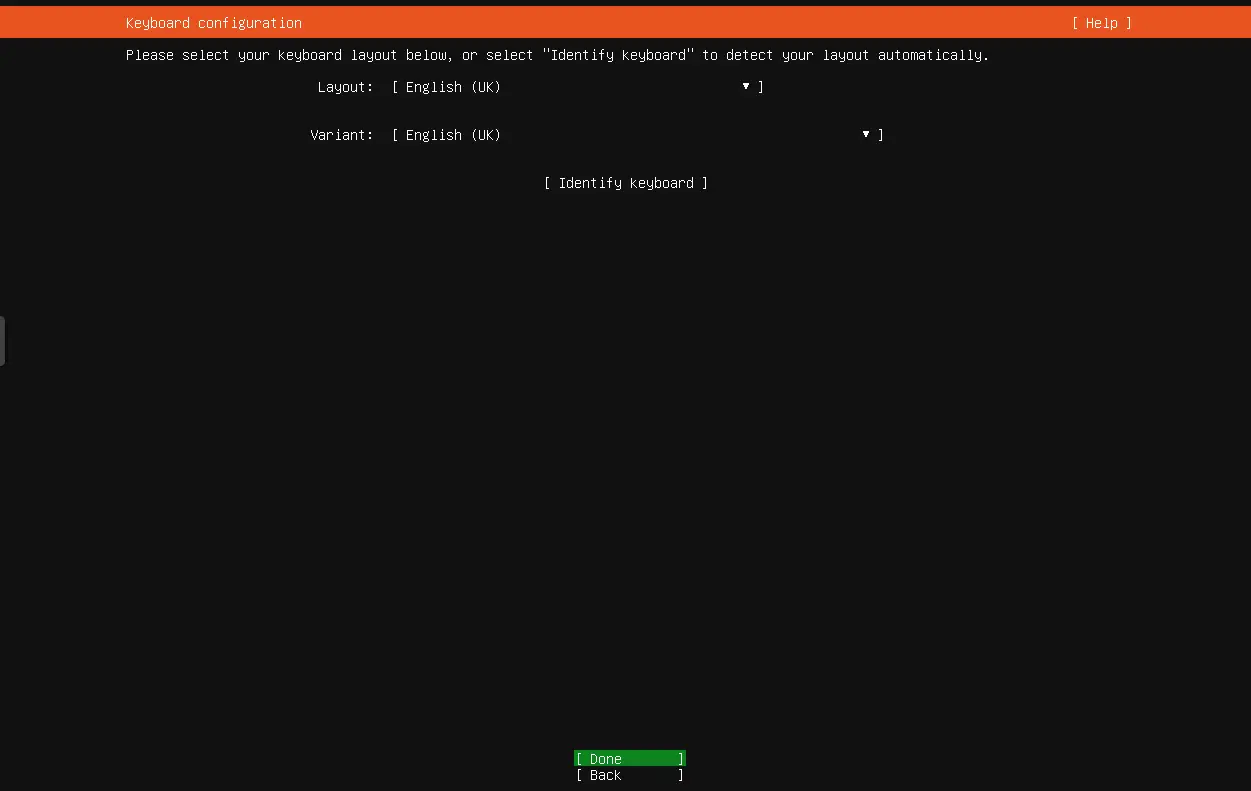 Keyboard configuration [ Help ]
Please select your keyboard layout below, or select "Identify keyboard" to detect your layout automatically.
Layout: [ English (UK) ▼ ]
Variant: [ English (UK) ▼ ]
[ Identify keyboard ]
[ Done ]
[ Back ]